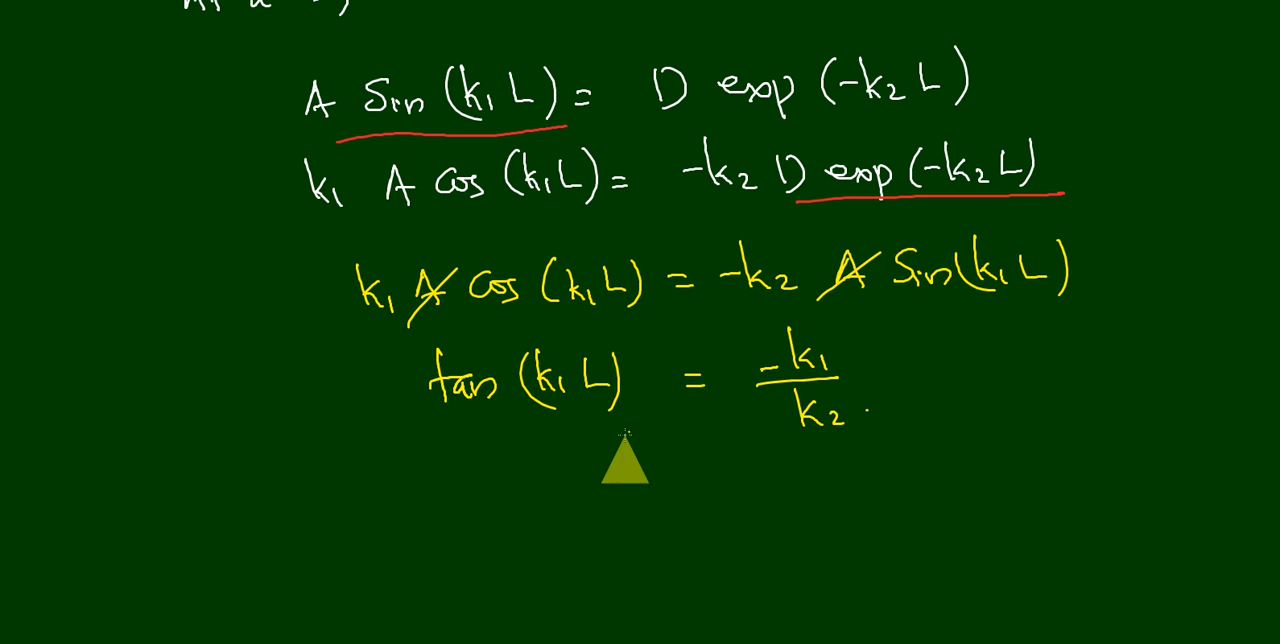 A Sin (k₁ L) = D exp (-k₂ L)
k₁ A cos (k₁ L) = -k₂ D exp (-k₂ L)
k₁ A cos (k₁ L) = -k₂ A Sin (k₁ L)
tan (k₁ L) = -k₁ / k₂ .